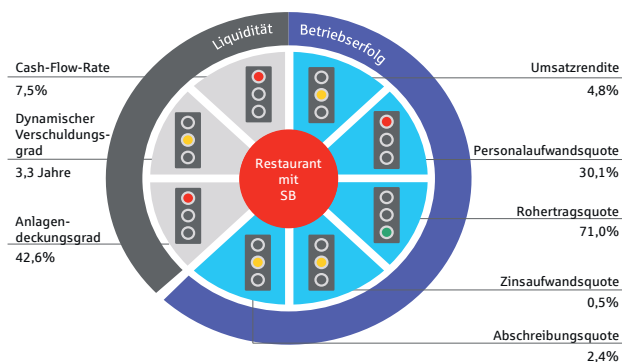 Liquidität
Betriebserfolg
Cash-Flow-Rate
7,5%
Dynamischer
Verschuldungs-
grad
3,3 Jahre
Anlagen-
deckungsgrad
42,6%
Restaurant
mit
SB
Umsatzrendite
4,8%
Personalaufwandsquote
30,1%
Rohertragsquote
71,0%
Zinsaufwandsquote
0,5%
Abschreibungsquote
2,4%